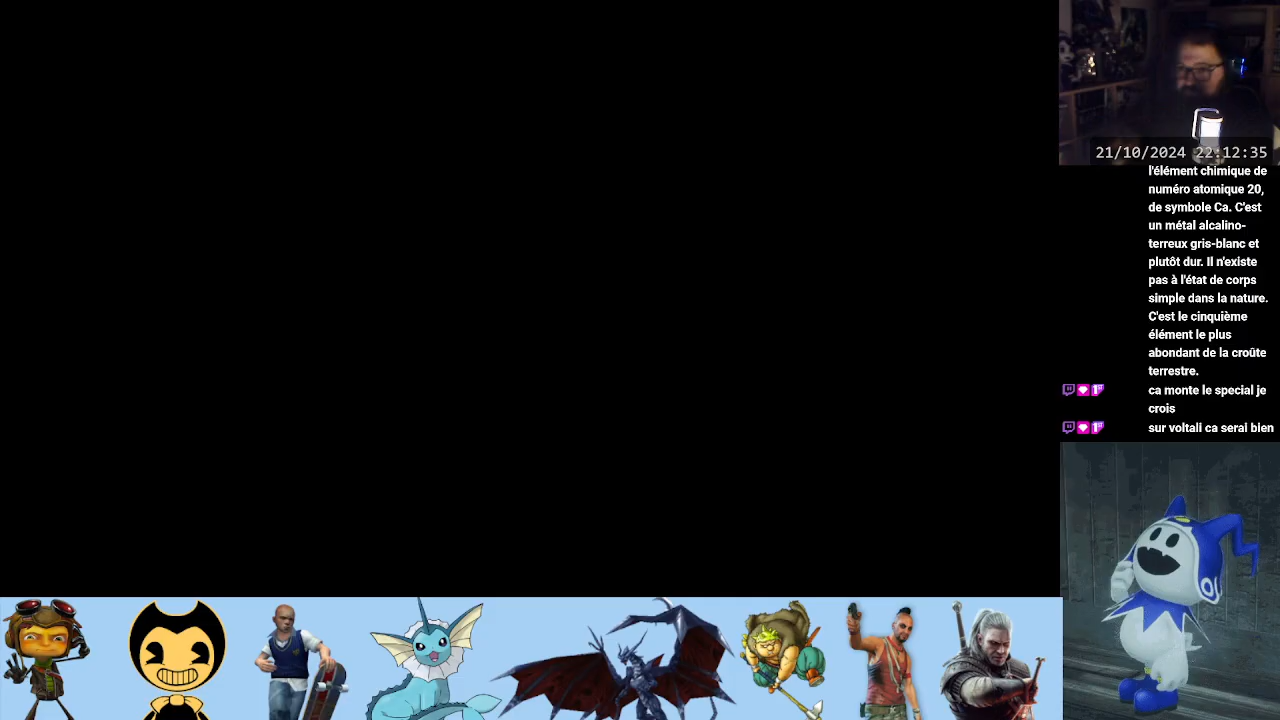 21/10/2024 22:12:35
l'élément chimique de
numéro atomique 20,
de symbole Ca. C'est
un métal alcalino-
terreux gris-blanc et
plutôt dur. Il n'existe
pas à l'état de corps
simple dans la nature.
C'est le cinquième
élément le plus
abondant de la croûte
terrestre.
ca monte le special je
crois
sur voltali ca serai bien